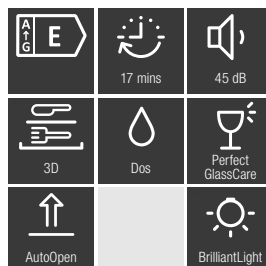 A
G
E
17 mins
45 dB
3D
Dos
Perfect
GlassCare
AutoOpen
BrilliantLight